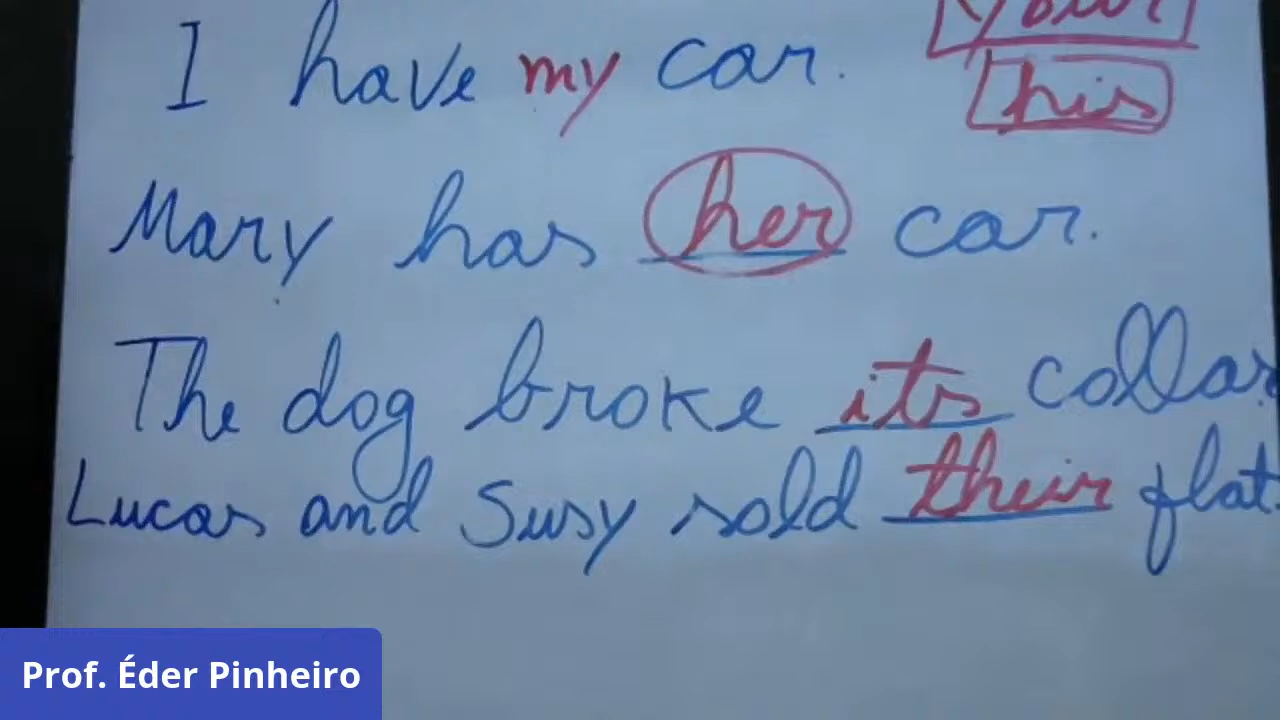 your
I have my car.
his
Mary has her car.
The dog broke its collar.
Lucas and Susy sold their flat.
Prof. Éder Pinheiro